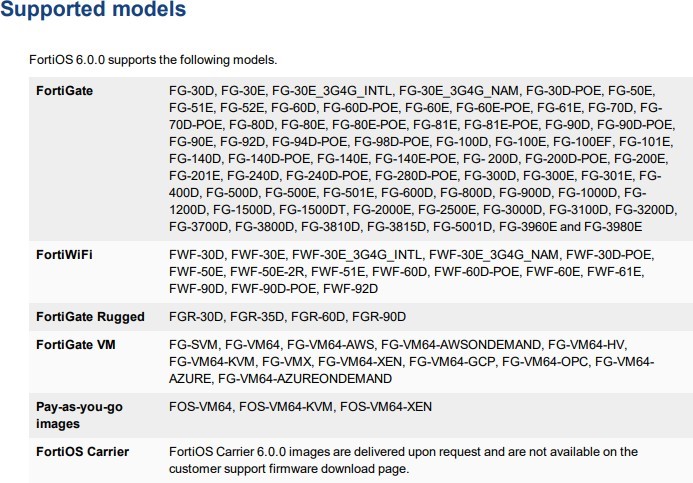 Supported models
FortiOS 6.0.0 supports the following models.
FortiGate
FG-30D, FG-30E, FG-30E_3G4G_INTL, FG-30E_3G4G_NAM, FG-30D-POE, FG-50E,
FG-51E, FG-52E, FG-60D, FG-60D-POE, FG-60E, FG-60E-POE, FG-61E, FG-70D, FG-
70D-POE, FG-80D, FG-80E, FG-80E-POE, FG-81E, FG-81E-POE, FG-90D, FG-90D-POE,
FG-90E, FG-92D, FG-94D-POE, FG-98D-POE, FG-100D, FG-100E, FG-100EF, FG-101E,
FG-140D, FG-140D-POE, FG-140E, FG-140E-POE, FG- 200D, FG-200D-POE, FG-200E,
FG-201E, FG-240D, FG-240D-POE, FG-280D-POE, FG-300D, FG-300E, FG-301E, FG-
400D, FG-500D, FG-500E, FG-501E, FG-600D, FG-800D, FG-900D, FG-1000D, FG-
1200D, FG-1500D, FG-1500DT, FG-2000E, FG-2500E, FG-3000D, FG-3100D, FG-3200D,
FG-3700D, FG-3800D, FG-3810D, FG-3815D, FG-5001D, FG-3960E and FG-3980E
FortiWiFi
FWF-30D, FWF-30E, FWF-30E_3G4G_INTL, FWF-30E_3G4G_NAM, FWF-30D-POE,
FWF-50E, FWF-50E-2R, FWF-51E, FWF-60D, FWF-60D-POE, FWF-60E, FWF-61E,
FWF-90D, FWF-90D-POE, FWF-92D
FortiGate Rugged
FGR-30D, FGR-35D, FGR-60D, FGR-90D
FortiGate VM
FG-SVM, FG-VM64, FG-VM64-AWS, FG-VM64-AWSONDEMAND, FG-VM64-HV,
FG-VM64-KVM, FG-VMX, FG-VM64-XEN, FG-VM64-GCP, FG-VM64-OPC, FG-VM64-
AZURE, FG-VM64-AZUREONDEMAND
Pay-as-you-go
images
FOS-VM64, FOS-VM64-KVM, FOS-VM64-XEN
FortiOS Carrier
FortiOS Carrier 6.0.0 images are delivered upon request and are not available on the
customer support firmware download page.